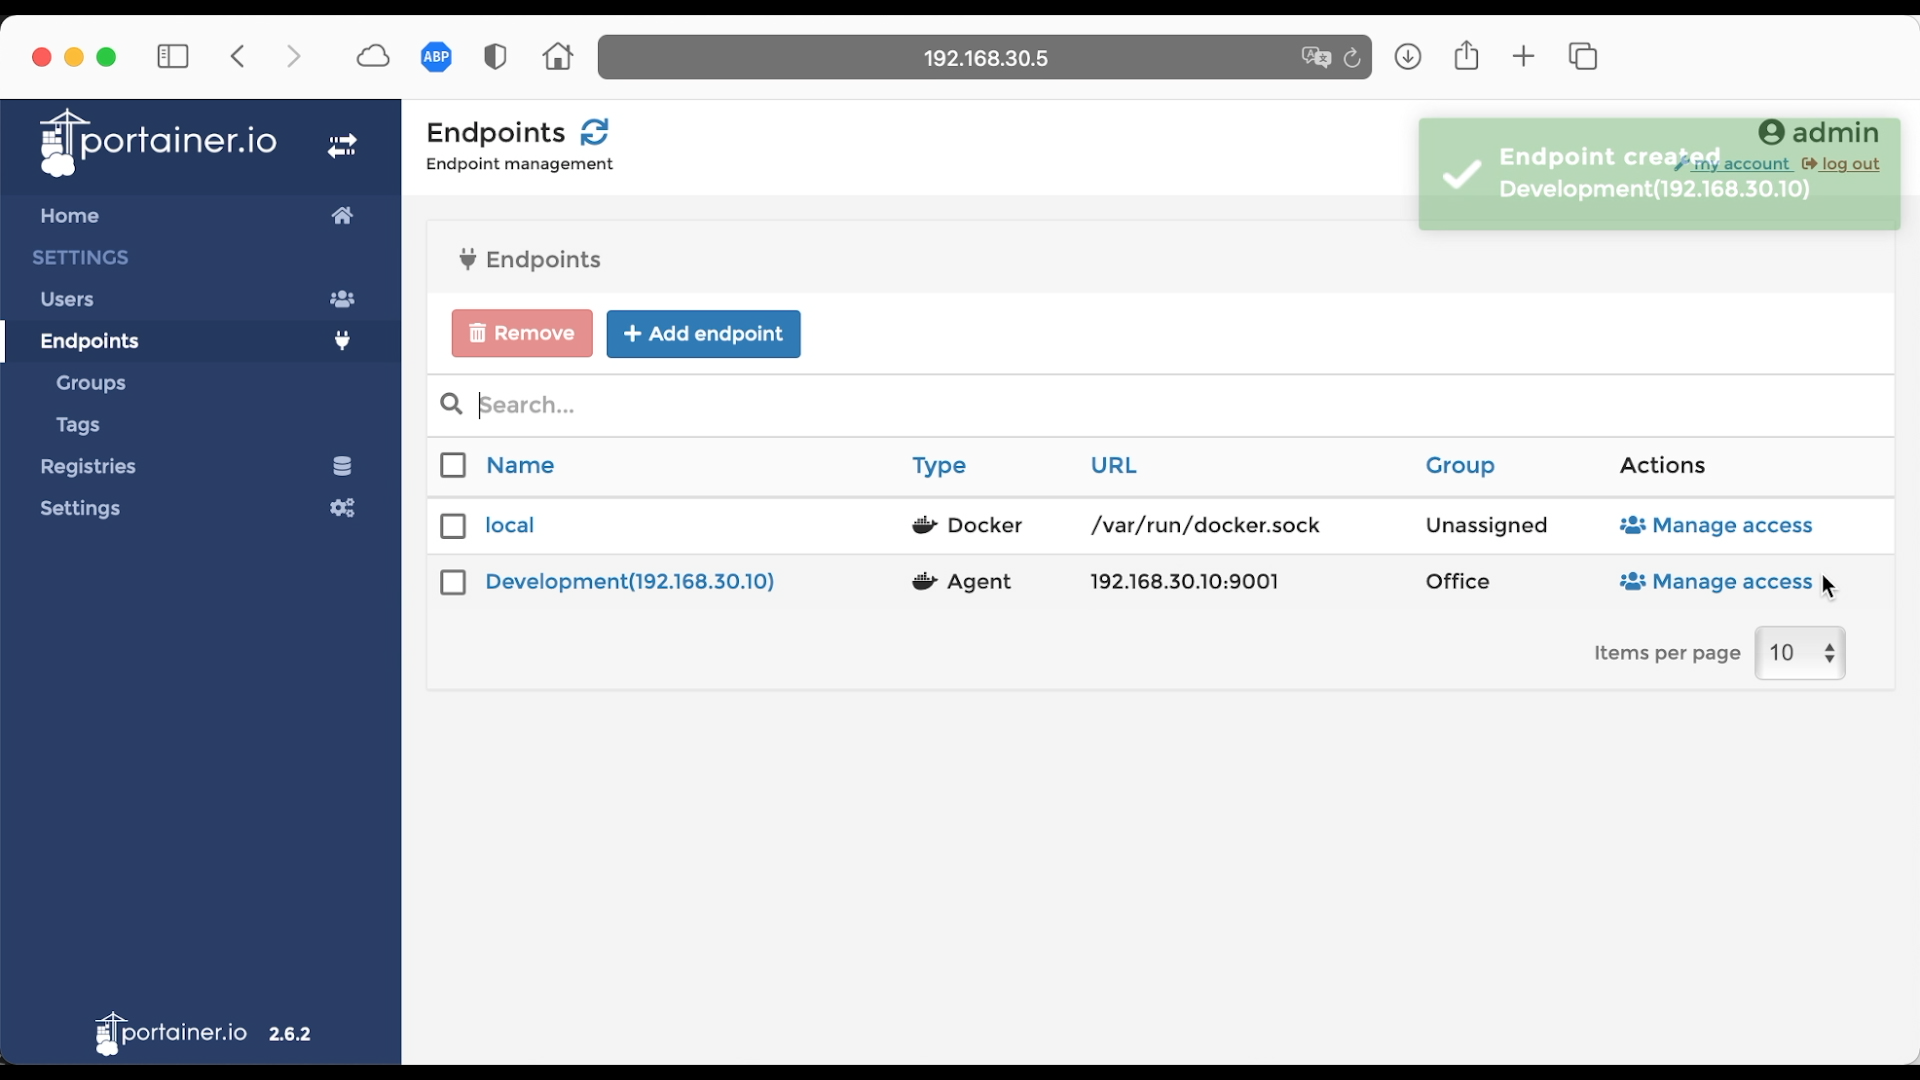 ABP
192.168.30.5
portainer.io
Endpoints
Endpoint management
admin
my account
log out
Endpoint created
Development(192.168.30.10)
Home
SETTINGS
Users
Endpoints
Groups
Tags
Registries
Settings
Endpoints
Remove
+ Add endpoint
Search...
Name Type URL Group Actions
local Docker /var/run/docker.sock Unassigned Manage access
Development(192.168.30.10) Agent 192.168.30.10:9001 Office Manage access
Items per page 10
portainer.io 2.6.2